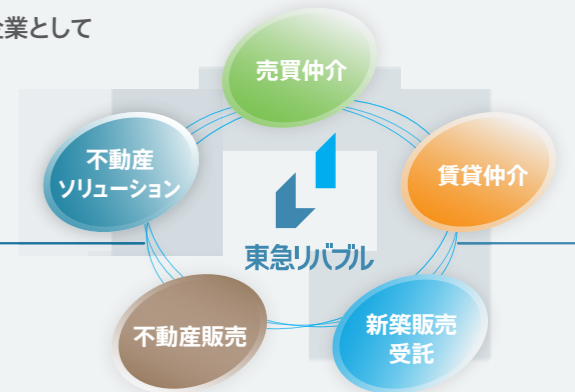 企業として
売買仲介
不動産
ソリューション
賃貸仲介
東急リバブル
不動産販売
新築販売
受託